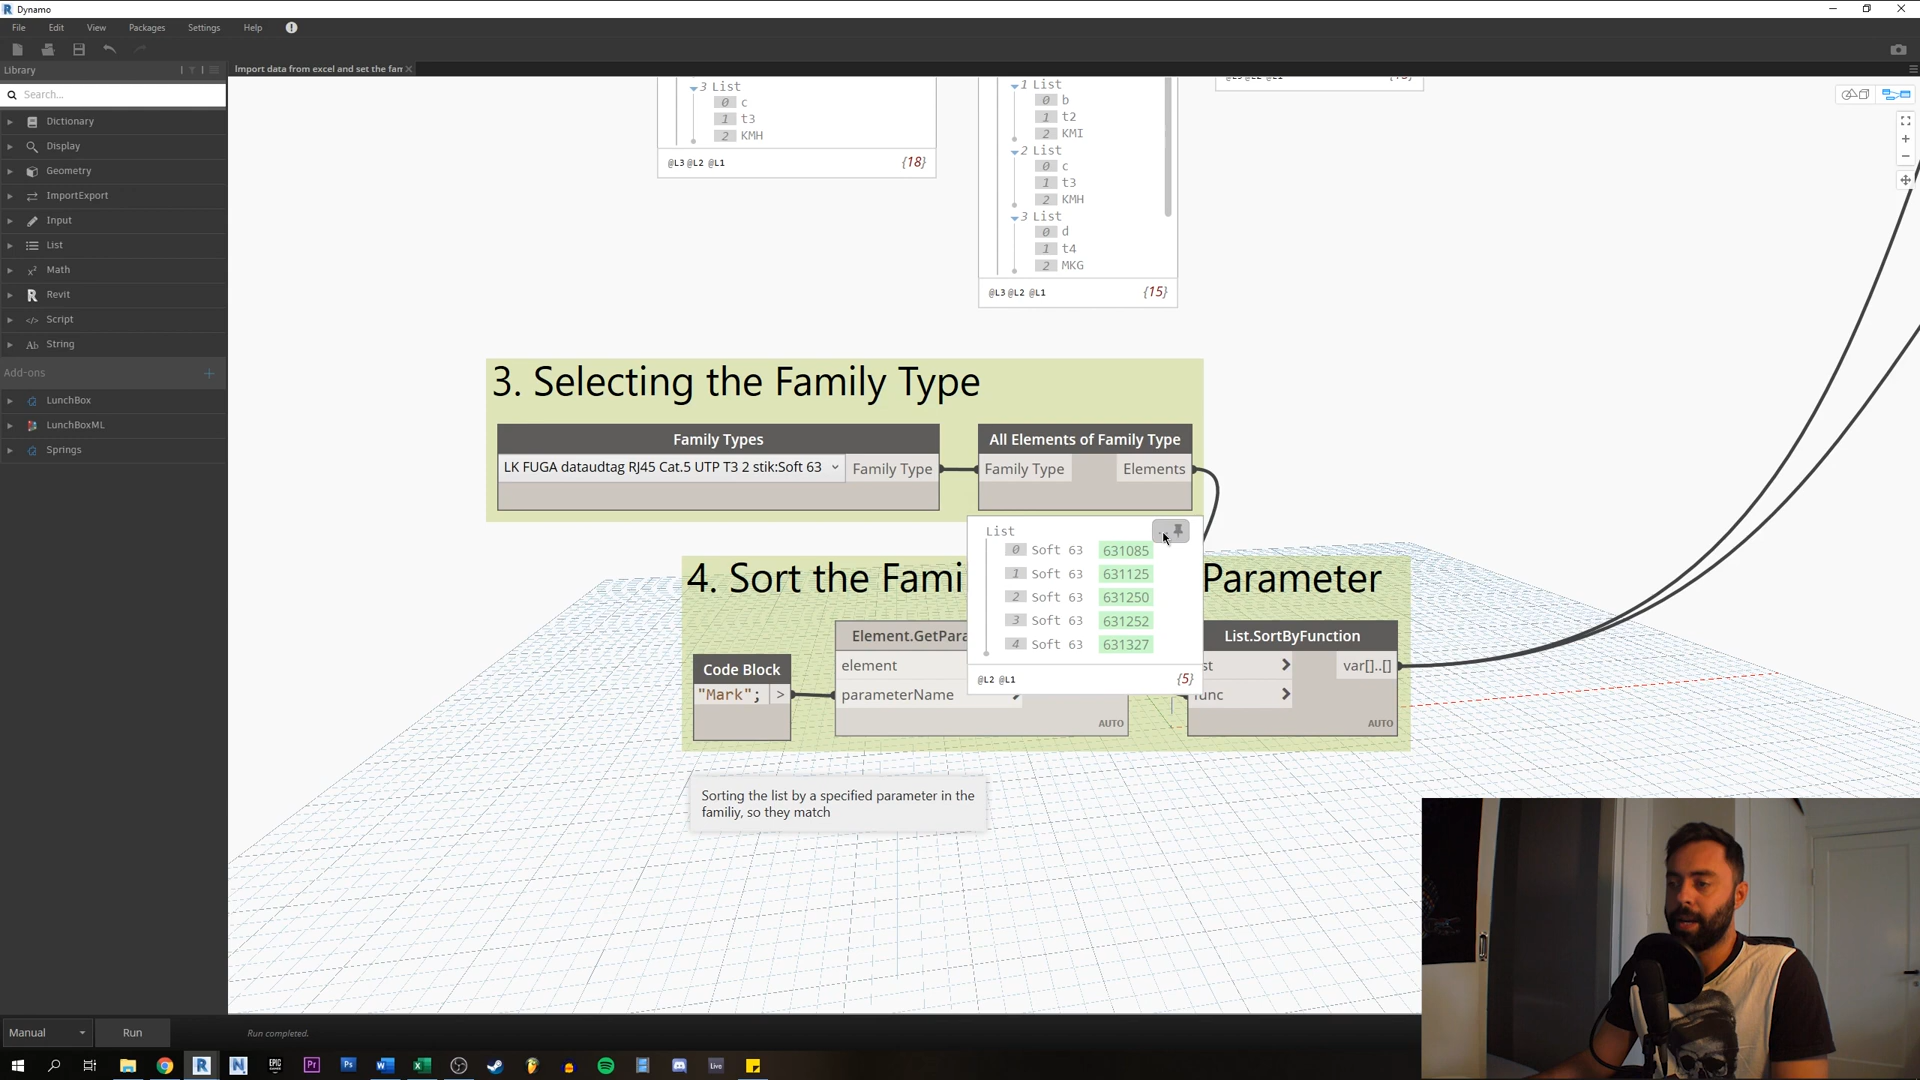 Dynamo
File Edit View Packages Settings Help
Library
Import data from excel and set the fam
Search...
Dictionary
Display
Geometry
ImportExport
Input
List
Math
Revit
Script
String
Add-ons
LunchBox
LunchBoxML
Springs
3 List
0 c
1 t3
2 KMH
@L3 @L2 @L1 {18}
1 List
0 b
1 t2
2 KMI
2 List
0 c
1 t3
2 KMH
3 List
0 d
1 t4
2 MKG
@L3 @L2 @L1 {15}
3. Selecting the Family Type
Family Types
LK FUGA dataudtag RJ45 Cat.5 UTP T3 2 stik:Soft 63 Family Type
All Elements of Family Type
Family Type Elements
List
0 Soft 63 631085
1 Soft 63 631125
2 Soft 63 631250
3 Soft 63 631252
4 Soft 63 631327
@L2 @L1 {5}
4. Sort the Fami Parameter
Code Block
"Mark"; >
Element.GetPara
element
parameterName
AUTO
List.SortByFunction
st > var[]..[]
func >
AUTO
Sorting the list by a specified parameter in the
familiy, so they match
Manual Run Run completed.